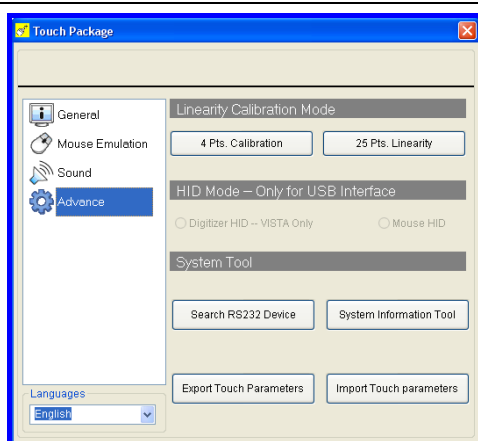 Touch Package
General
Mouse Emulation
Sound
Advance
Languages
English
Linearity Calibration Mode
4 Pts. Calibration
25 Pts. Linearity
HID Mode – Only for USB Interface
Digitizer HID -- VISTA Only
Mouse HID
System Tool
Search RS232 Device
System Information Tool
Export Touch Parameters
Import Touch parameters